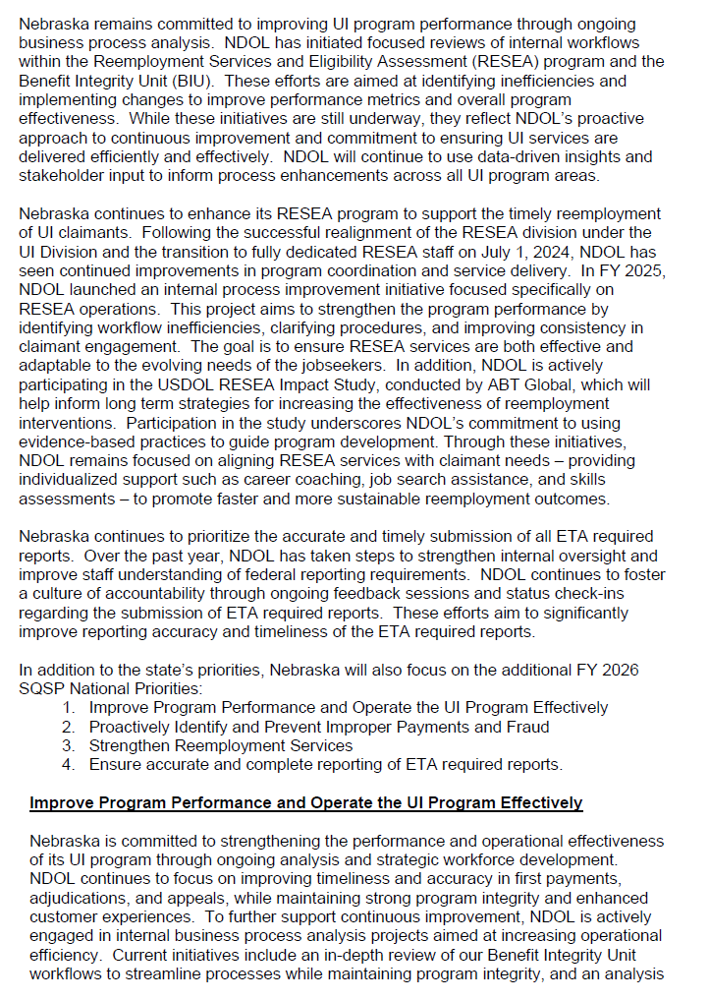 Nebraska remains committed to improving UI program performance through ongoing
business process analysis.  NDOL has initiated focused reviews of internal workflows
within the Reemployment Services and Eligibility Assessment (RESEA) program and the
Benefit Integrity Unit (BIU).  These efforts are aimed at identifying inefficiencies and
implementing changes to improve performance metrics and overall program
effectiveness.  While these initiatives are still underway, they reflect NDOL’s proactive
approach to continuous improvement and commitment to ensuring UI services are
delivered efficiently and effectively.  NDOL will continue to use data-driven insights and
stakeholder input to inform process enhancements across all UI program areas.

Nebraska continues to enhance its RESEA program to support the timely reemployment
of UI claimants.  Following the successful realignment of the RESEA division under the
UI Division and the transition to fully dedicated RESEA staff on July 1, 2024, NDOL has
seen continued improvements in program coordination and service delivery.  In FY 2025,
NDOL launched an internal process improvement initiative focused specifically on
RESEA operations.  This project aims to strengthen the program performance by
identifying workflow inefficiencies, clarifying procedures, and improving consistency in
claimant engagement.  The goal is to ensure RESEA services are both effective and
adaptable to the evolving needs of the jobseekers.  In addition, NDOL is actively
participating in the USDOL RESEA Impact Study, conducted by ABT Global, which will
help inform long term strategies for increasing the effectiveness of reemployment
interventions.  Participation in the study underscores NDOL’s commitment to using
evidence-based practices to guide program development. Through these initiatives,
NDOL remains focused on aligning RESEA services with claimant needs – providing
individualized support such as career coaching, job search assistance, and skills
assessments – to promote faster and more sustainable reemployment outcomes.

Nebraska continues to prioritize the accurate and timely submission of all ETA required
reports.  Over the past year, NDOL has taken steps to strengthen internal oversight and
improve staff understanding of federal reporting requirements.  NDOL continues to foster
a culture of accountability through ongoing feedback sessions and status check-ins
regarding the submission of ETA required reports.  These efforts aim to significantly
improve reporting accuracy and timeliness of the ETA required reports.

In addition to the state’s priorities, Nebraska will also focus on the additional FY 2026
SQSP National Priorities:
1. Improve Program Performance and Operate the UI Program Effectively
2. Proactively Identify and Prevent Improper Payments and Fraud
3. Strengthen Reemployment Services
4. Ensure accurate and complete reporting of ETA required reports.

Improve Program Performance and Operate the UI Program Effectively

Nebraska is committed to strengthening the performance and operational effectiveness
of its UI program through ongoing analysis and strategic workforce development.
NDOL continues to focus on improving timeliness and accuracy in first payments,
adjudications, and appeals, while maintaining strong program integrity and enhanced
customer experiences.  To further support continuous improvement, NDOL is actively
engaged in internal business process analysis projects aimed at increasing operational
efficiency.  Current initiatives include an in-depth review of our Benefit Integrity Unit
workflows to streamline processes while maintaining program integrity, and an analysis